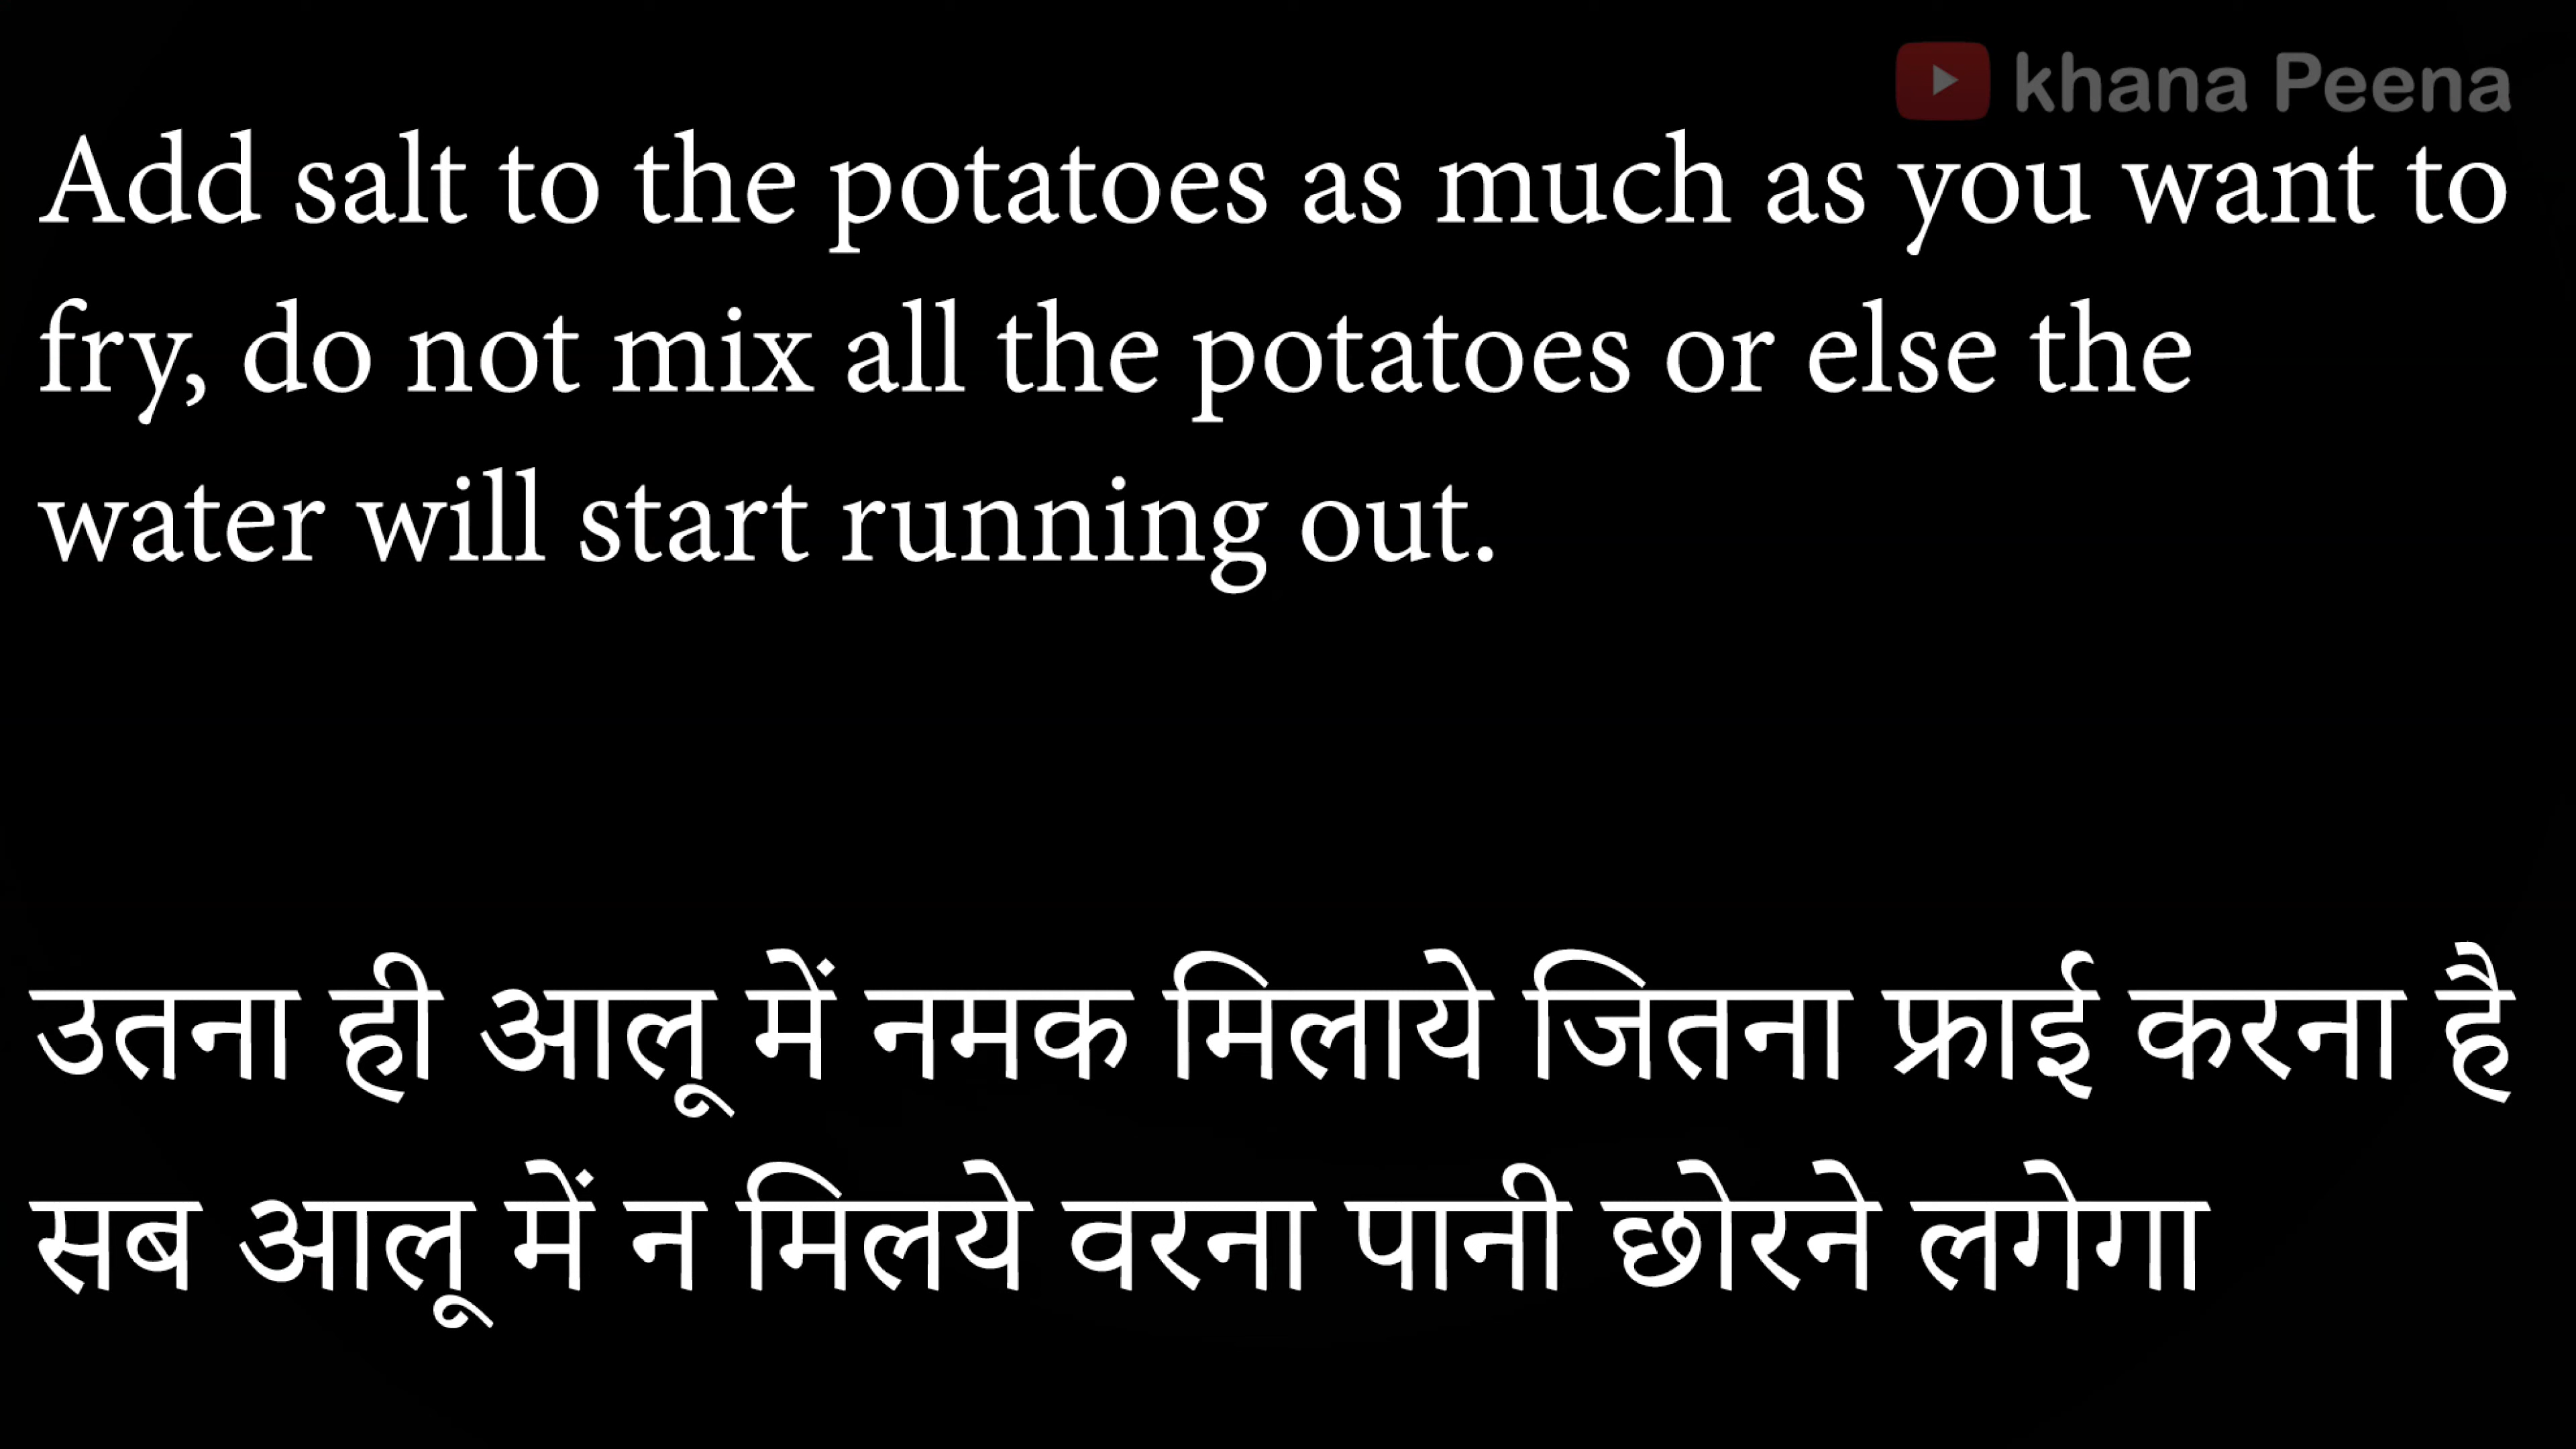 khana Peena
Add salt to the potatoes as much as you want to
fry, do not mix all the potatoes or else the
water will start running out.
उतना ही आलू में नमक मिलाये जितना फ्राई करना है
सब आलू में न मिलये वरना पानी छोरने लगेगा